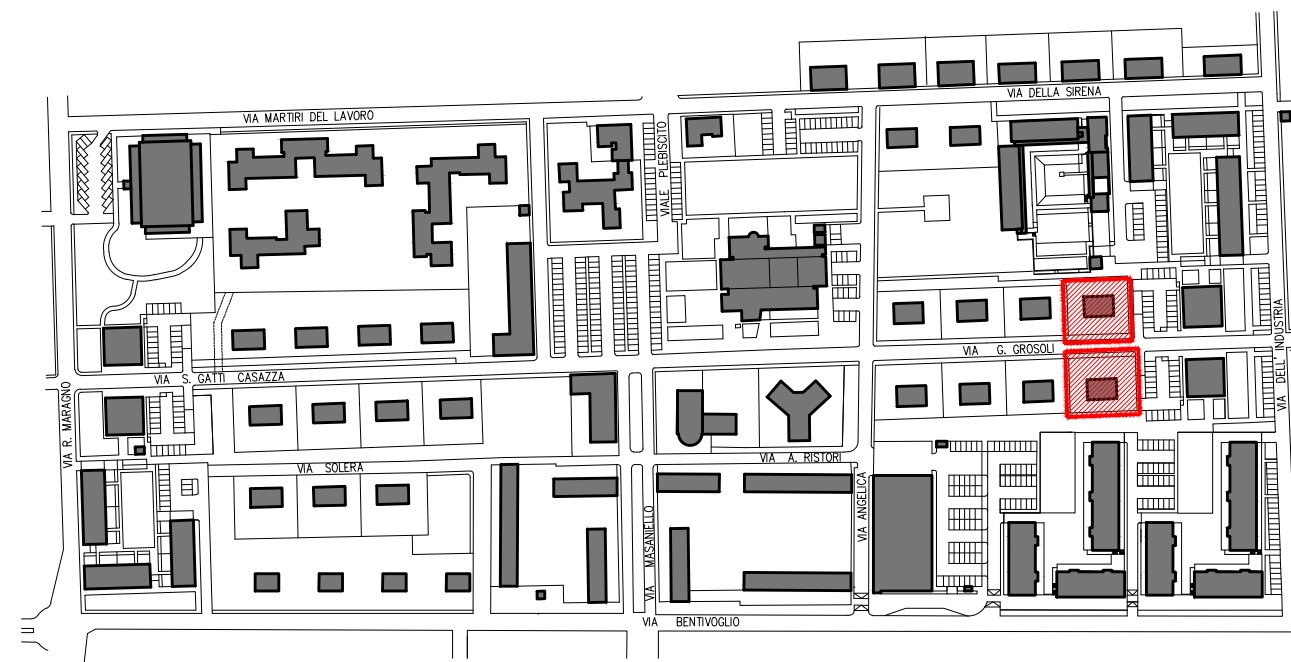 VIA DELLA SIRENA
VIA MARTIRI DEL LAVORO
VIALE PLEBISCITO
VIA DELL' INDUSTRIA
VIA G. GROSOLI
VIA S. GATTI CASAZZA
VIA R. MARAGNO
VIA A. RISTORI
VIA SOLERA
VIA ANGELICA
VIA MASANIELLO
VIA BENTIVOGLIO